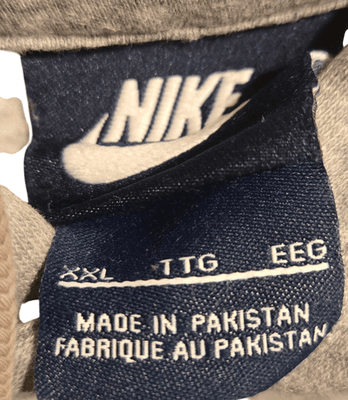 NIKE
XXL TTG EEG
MADE IN PAKISTAN
FABRIQUE AU PAKISTAN